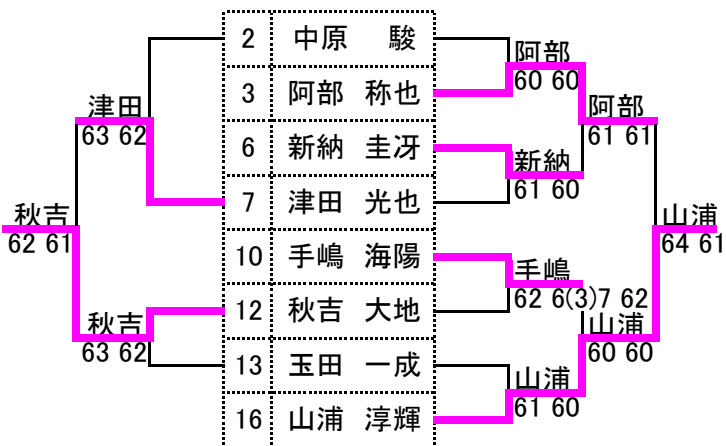 2 中原 駿
阿部
60 60
3 阿部 称也
津田
阿部
63 62
61 61
6 新納 圭冴
新納
61 60
7 津田 光也
秋吉
山浦
62 61
64 61
10 手嶋 海陽
手嶋
62 6(3)7 62
12 秋吉 大地
秋吉
山浦
63 62
60 60
13 玉田 一成
山浦
61 60
16 山浦 淳輝